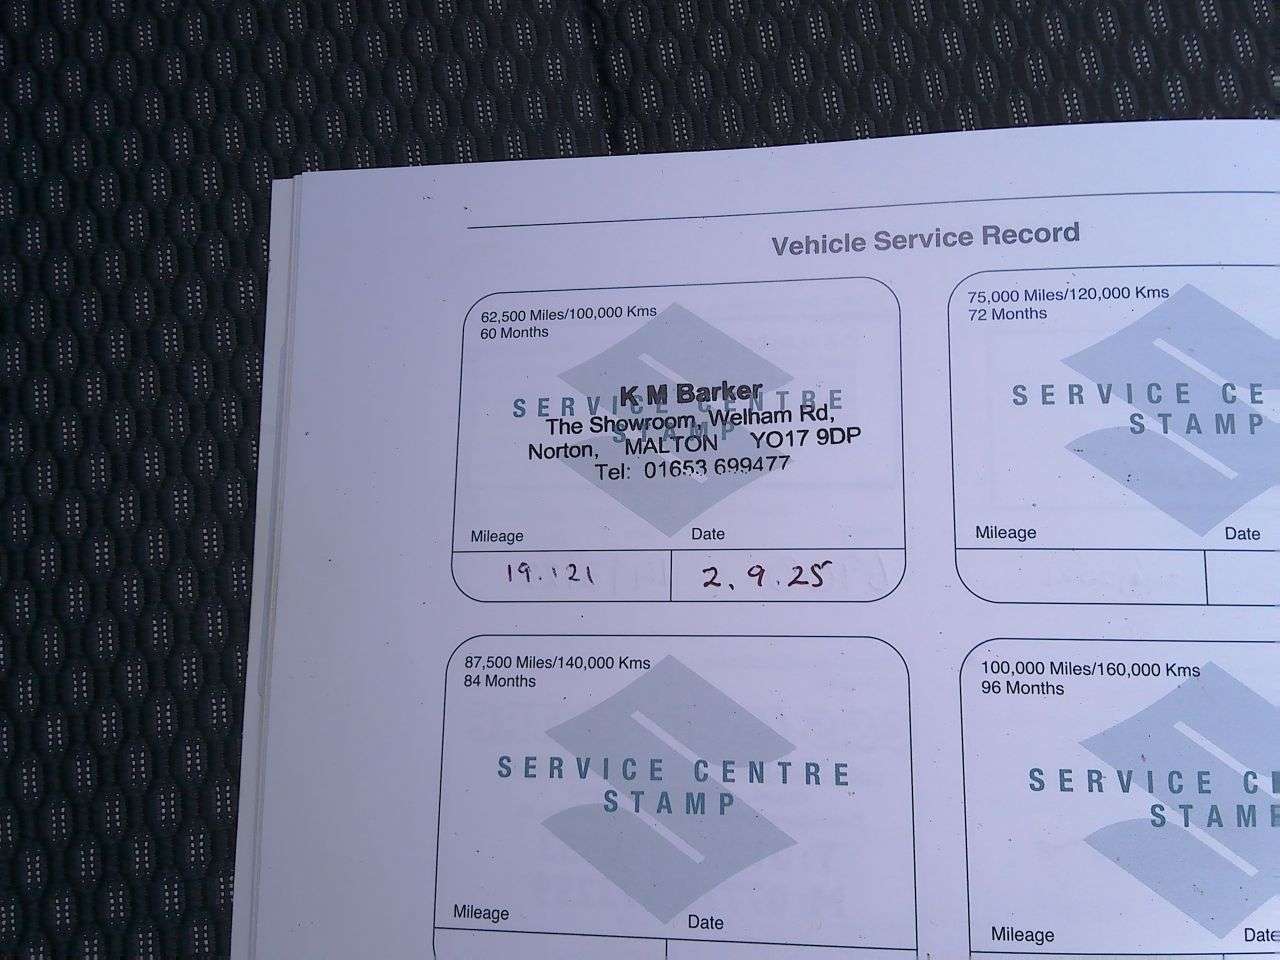 Vehicle Service Record
62,500 Miles/100,000 Kms
60 Months
SERVICE CENTRE
STAMP
K M Barker
The Showroom, Welham Rd,
Norton, MALTON YO17 9DP
Tel: 01653 699477
Mileage Date
19.121 2.9.25
75,000 Miles/120,000 Kms
72 Months
SERVICE CE
STAMP
Mileage Date
87,500 Miles/140,000 Kms
84 Months
SERVICE CENTRE
STAMP
Mileage Date
100,000 Miles/160,000 Kms
96 Months
SERVICE CE
STAMP
Mileage Date